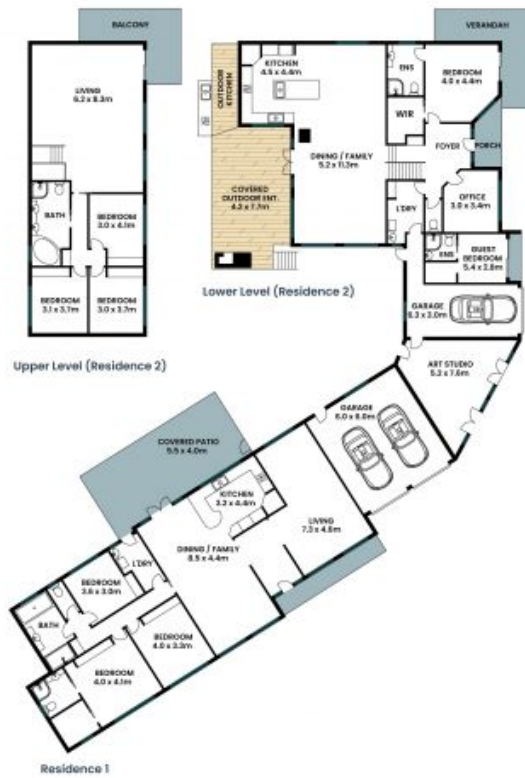 BALCONY
LIVING
6.2 x 8.3m
BATH
BEDROOM
3.0 x 4.1m
BEDROOM
3.1 x 3.7m
BEDROOM
3.0 x 3.7m
Upper Level (Residence 2)
VERANDAH
KITCHEN
4.5 x 4.4m
ENS
BEDROOM
4.0 x 4.4m
OUTDOOR
KITCHEN
WIR
FOYER
PORCH
DINING / FAMILY
5.2 x 11.3m
COVERED
OUTDOOR ENT.
4.2 x 7.7m
L'DRY
OFFICE
3.0 x 3.4m
ENS
GUEST
BEDROOM
5.4 x 2.8m
Lower Level (Residence 2)
GARAGE
6.3 x 3.0m
ART STUDIO
5.2 x 7.6m
GARAGE
6.0 x 6.0m
COVERED PATIO
5.5 x 4.0m
KITCHEN
3.2 x 4.4m
LIVING
7.3 x 4.8m
DINING / FAMILY
8.5 x 4.4m
L'DRY
BEDROOM
3.6 x 3.0m
BATH
BEDROOM
4.0 x 3.3m
BEDROOM
4.0 x 4.1m
Residence 1